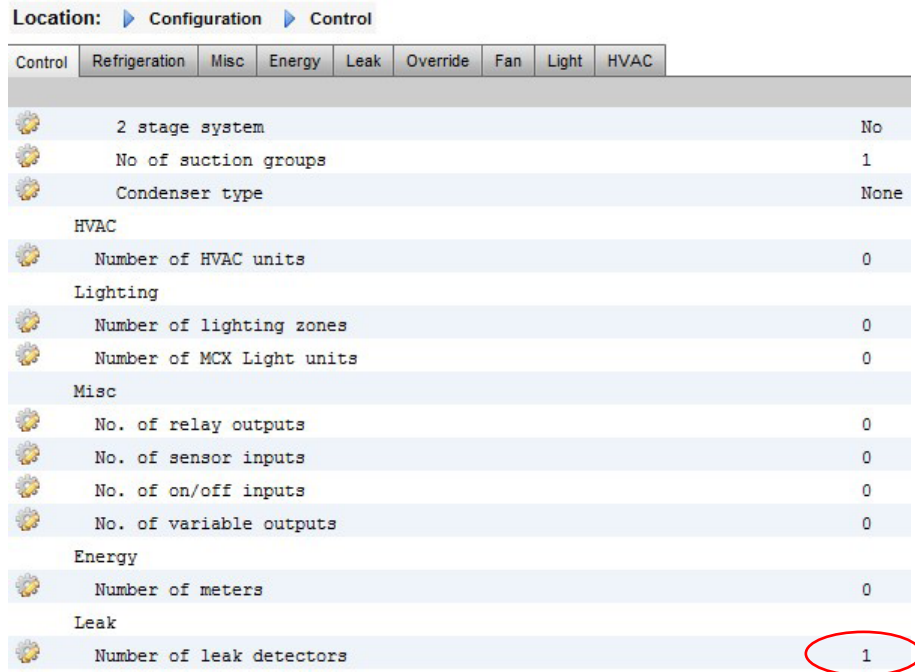 Location: Configuration Control
Control Refrigeration Misc Energy Leak Override Fan Light HVAC
2 stage system No
No of suction groups 1
Condenser type None
HVAC
Number of HVAC units 0
Lighting
Number of lighting zones 0
Number of MCX Light units 0
Misc
No. of relay outputs 0
No. of sensor inputs 0
No. of on/off inputs 0
No. of variable outputs 0
Energy
Number of meters 0
Leak
Number of leak detectors 1